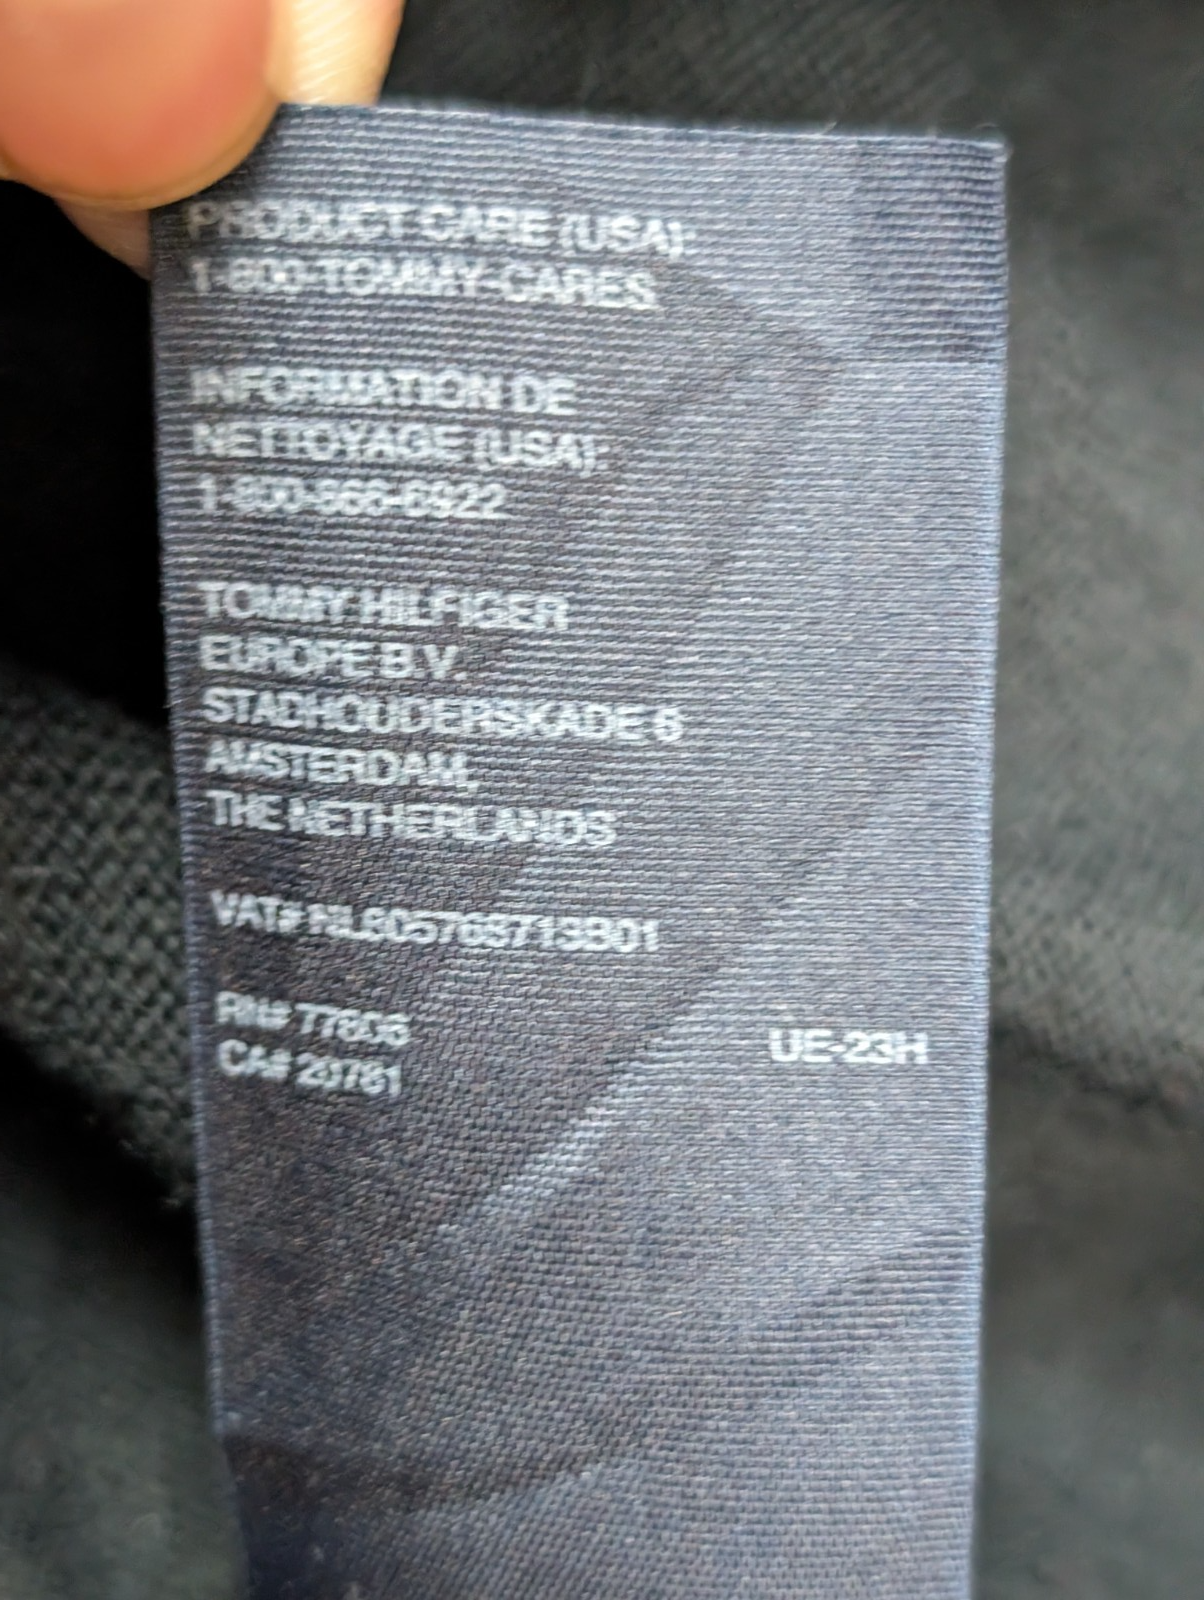 PRODUCT CARE (USA):
1-800-TOMMY-CARES
INFORMATION DE
NETTOYAGE (USA):
1-800-866-6922
TOMMY HILFIGER
EUROPE B.V.
STADHOUDERSKADE 6
AMSTERDAM,
THE NETHERLANDS
VAT# NL805768713B01
RN# 77806
CA# 20781
UE-23H